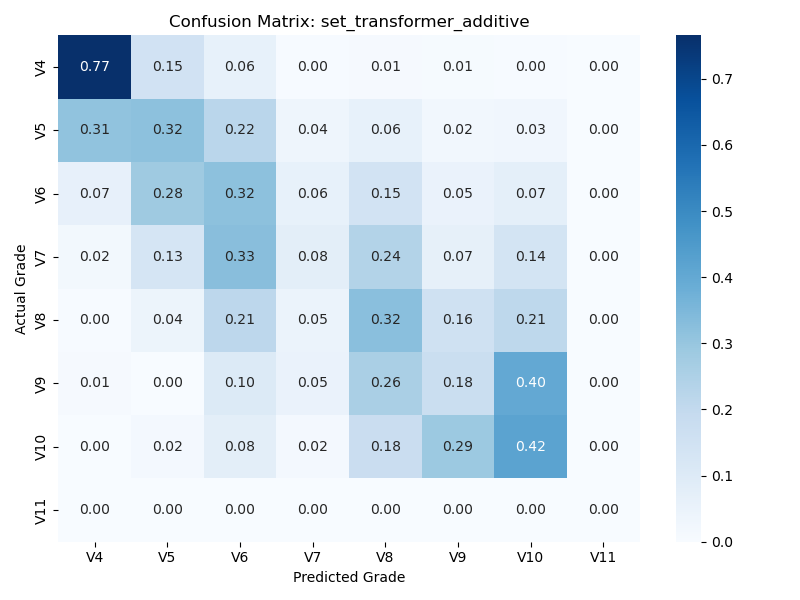 Confusion Matrix: set_transformer_additive
Actual Grade
V4 0.77 0.15 0.06 0.00 0.01 0.01 0.00 0.00
V5 0.31 0.32 0.22 0.04 0.06 0.02 0.03 0.00
V6 0.07 0.28 0.32 0.06 0.15 0.05 0.07 0.00
V7 0.02 0.13 0.33 0.08 0.24 0.07 0.14 0.00
V8 0.00 0.04 0.21 0.05 0.32 0.16 0.21 0.00
V9 0.01 0.00 0.10 0.05 0.26 0.18 0.40 0.00
V10 0.00 0.02 0.08 0.02 0.18 0.29 0.42 0.00
V11 0.00 0.00 0.00 0.00 0.00 0.00 0.00 0.00
V4 V5 V6 V7 V8 V9 V10 V11
Predicted Grade
0.7
0.6
0.5
0.4
0.3
0.2
0.1
0.0